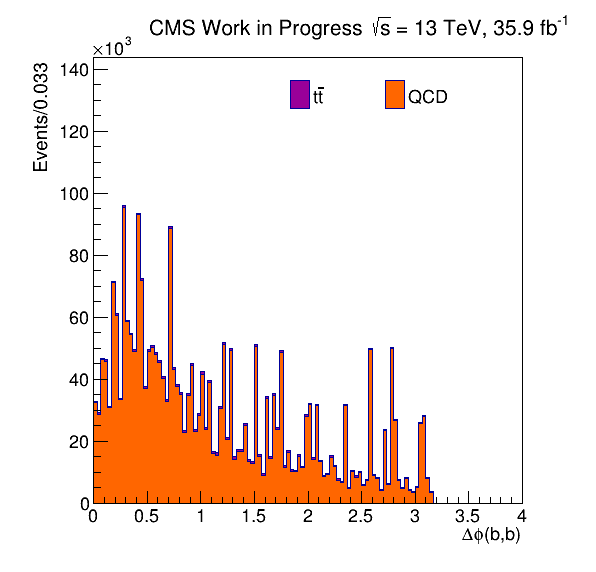 CMS Work in Progress √s = 13 TeV, 35.9 fb⁻¹
×10³
Events/0.033
140
120
100
80
60
40
20
0
tt̄
QCD
0 0.5 1 1.5 2 2.5 3 3.5 4
Δϕ(b,b)